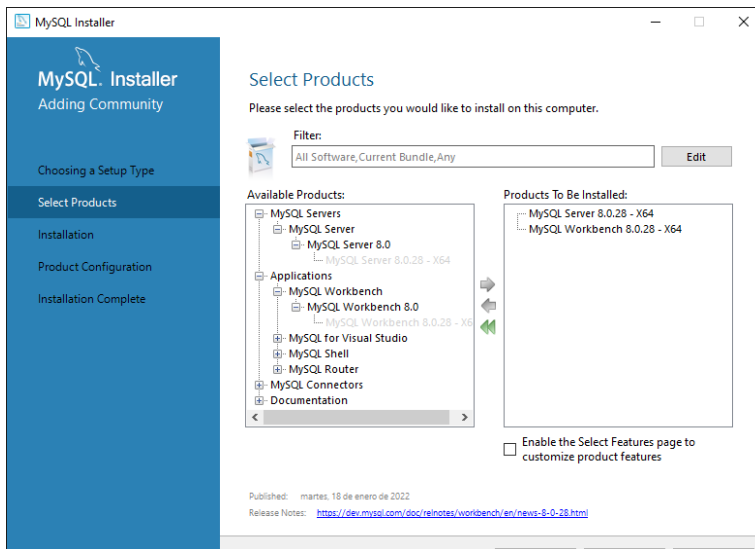 MySQL Installer
MySQL. Installer
Adding Community
Choosing a Setup Type
Select Products
Installation
Product Configuration
Installation Complete
Select Products
Please select the products you would like to install on this computer.
Filter:
All Software,Current Bundle,Any
Edit
Available Products:
MySQL Servers
MySQL Server
MySQL Server 8.0
MySQL Server 8.0.28 - X64
Applications
MySQL Workbench
MySQL Workbench 8.0
MySQL Workbench 8.0.28 - X6
MySQL for Visual Studio
MySQL Shell
MySQL Router
MySQL Connectors
Documentation
Products To Be Installed:
MySQL Server 8.0.28 - X64
MySQL Workbench 8.0.28 - X64
Enable the Select Features page to
customize product features
Published: martes, 18 de enero de 2022
Release Notes: https://dev.mysql.com/doc/relnotes/workbench/en/news-8-0-28.html